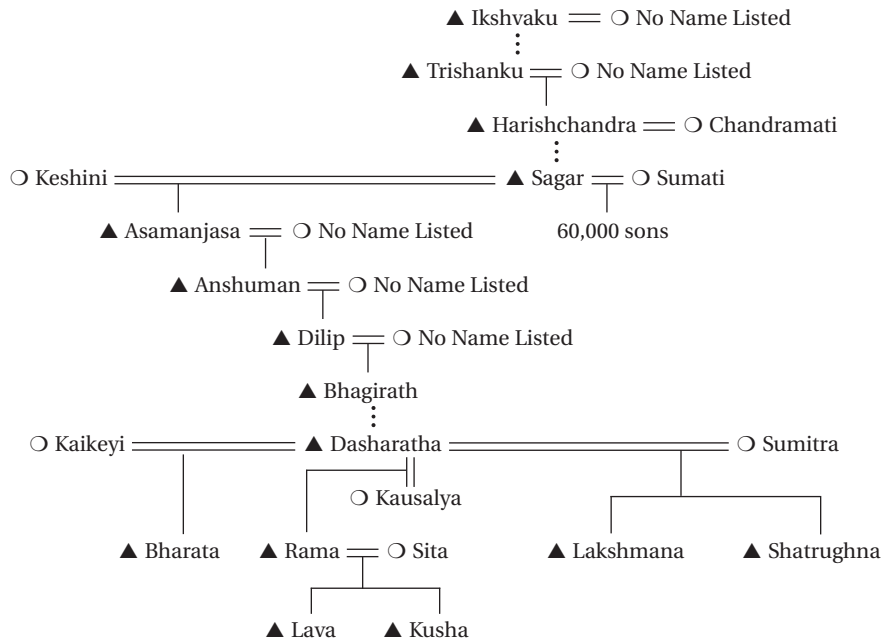 ▲ Ikshvaku ❍ No Name Listed
▲ Trishanku ❍ No Name Listed
▲ Harishchandra ❍ Chandramati
❍ Keshini ▲ Sagar ❍ Sumati
▲ Asamanjasa ❍ No Name Listed 60,000 sons
▲ Anshuman ❍ No Name Listed
▲ Dilip ❍ No Name Listed
▲ Bhagirath
❍ Kaikeyi ▲ Dasharatha ❍ Sumitra
❍ Kausalya
▲ Bharata ▲ Rama ❍ Sita ▲ Lakshmana ▲ Shatrughna
▲ Lava ▲ Kusha